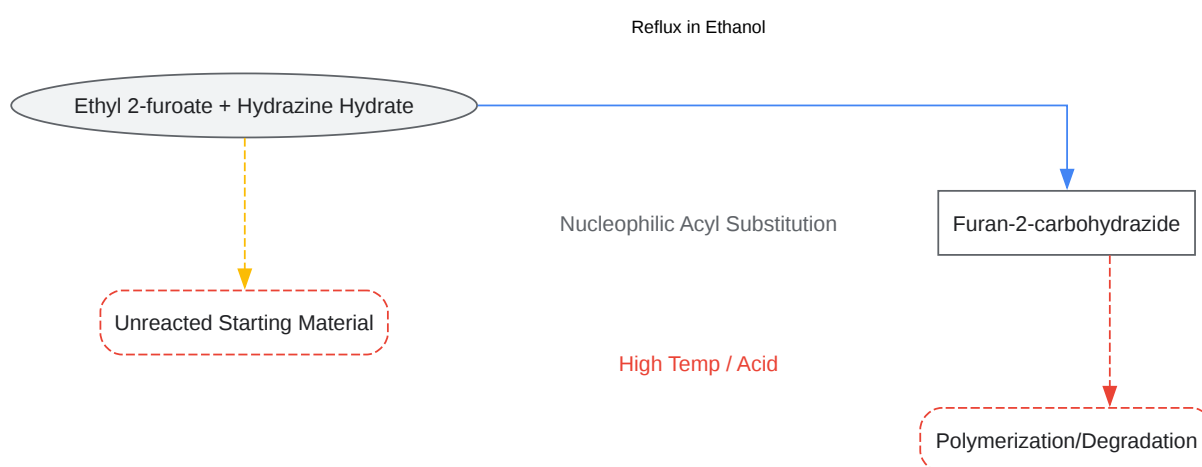 Reflux in Ethanol
Ethyl 2-furoate + Hydrazine Hydrate
Nucleophilic Acyl Substitution
Furan-2-carbohydrazide
Unreacted Starting Material
High Temp / Acid
Polymerization/Degradation